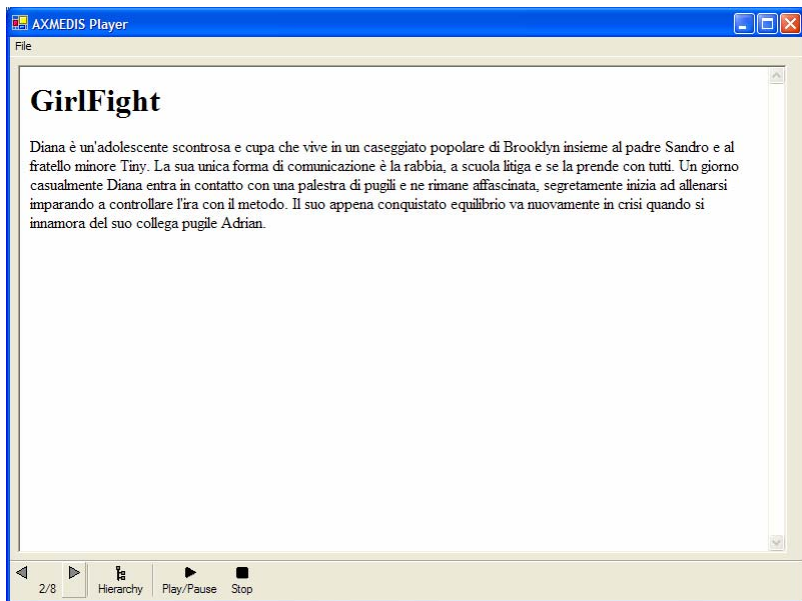 AXMEDIS Player
File
GirlFight
Diana è un'adolescente scontrosa e cupa che vive in un caseggiato popolare di Brooklyn insieme al padre Sandro e al
fratello minore Tiny. La sua unica forma di comunicazione è la rabbia, a scuola litiga e se la prende con tutti. Un giorno
casualmente Diana entra in contatto con una palestra di pugili e ne rimane affascinata, segretamente inizia ad allenarsi
imparando a controllare l'ira con il metodo. Il suo appena conquistato equilibrio va nuovamente in crisi quando si
innamora del suo collega pugile Adrian.
2/8 Hierarchy Play/Pause Stop